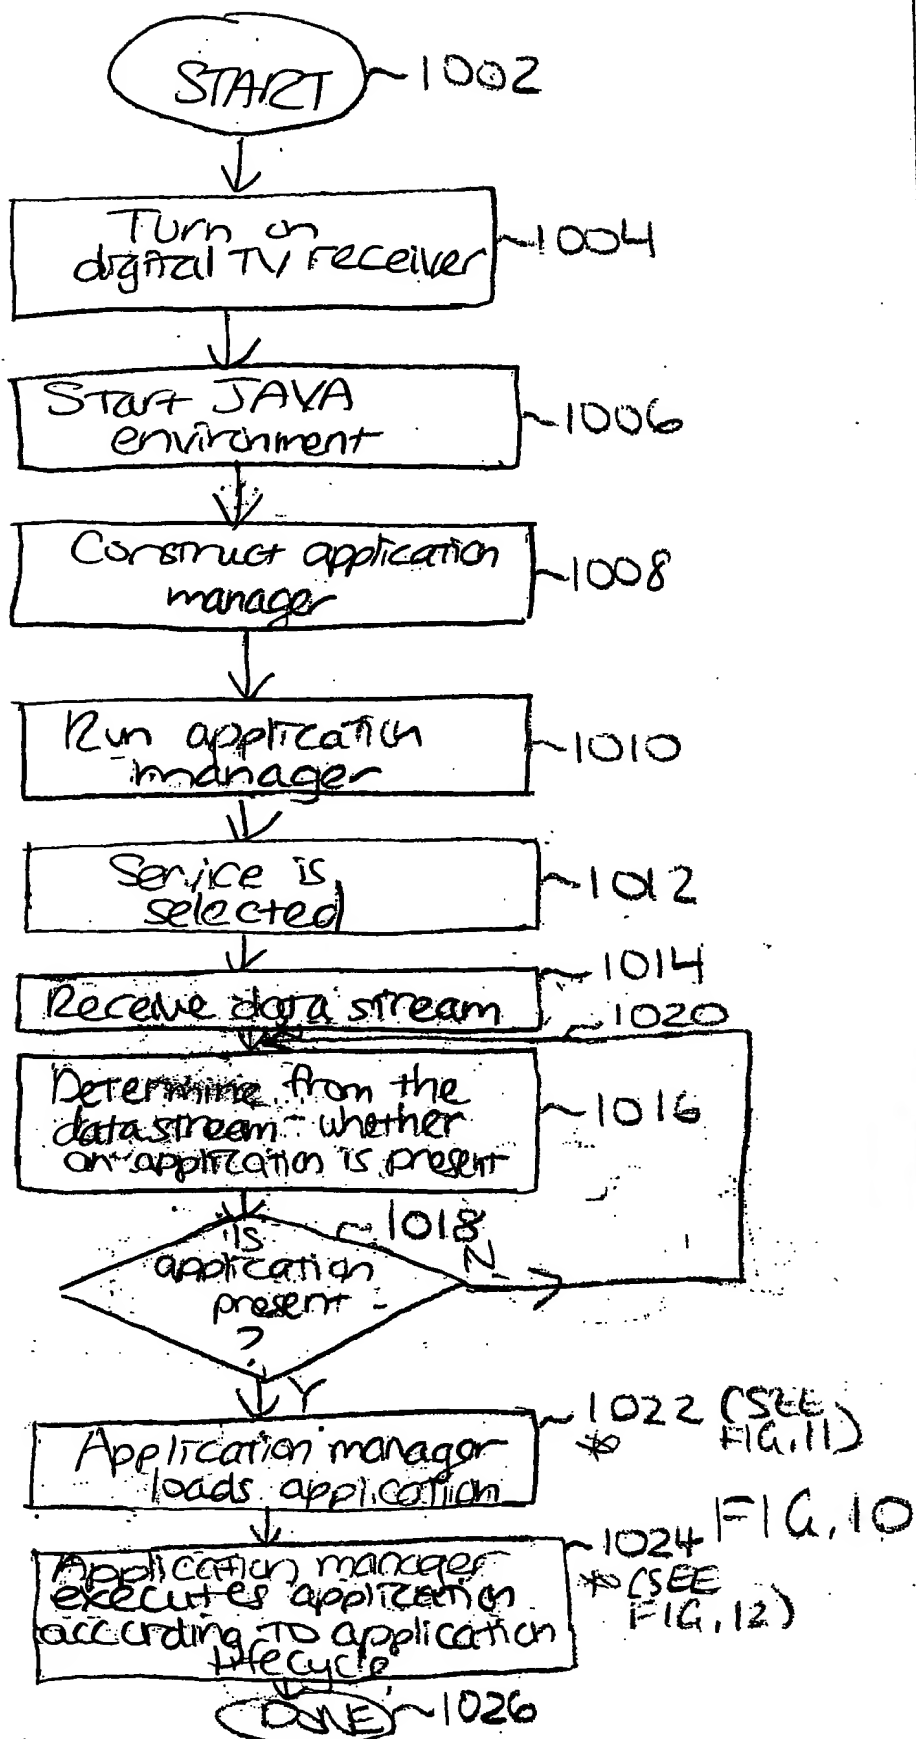 START
1002
Turn on
digital TV receiver
1004
Start JAVA
environment
1006
Construct application
manager
1008
Run application
manager
1010
Service is
selected
1012
Receive data stream
1014
1020
Determine from the
data stream whether
an application is present
1016
Is
application
present
?
1018
N
Y
Application manager
loads application
1022 (SEE
* FIG. 11)
FIG. 10
Application manager
executes application
according to application
lifecycle
1024
* (SEE
FIG. 12)
DONE
1026